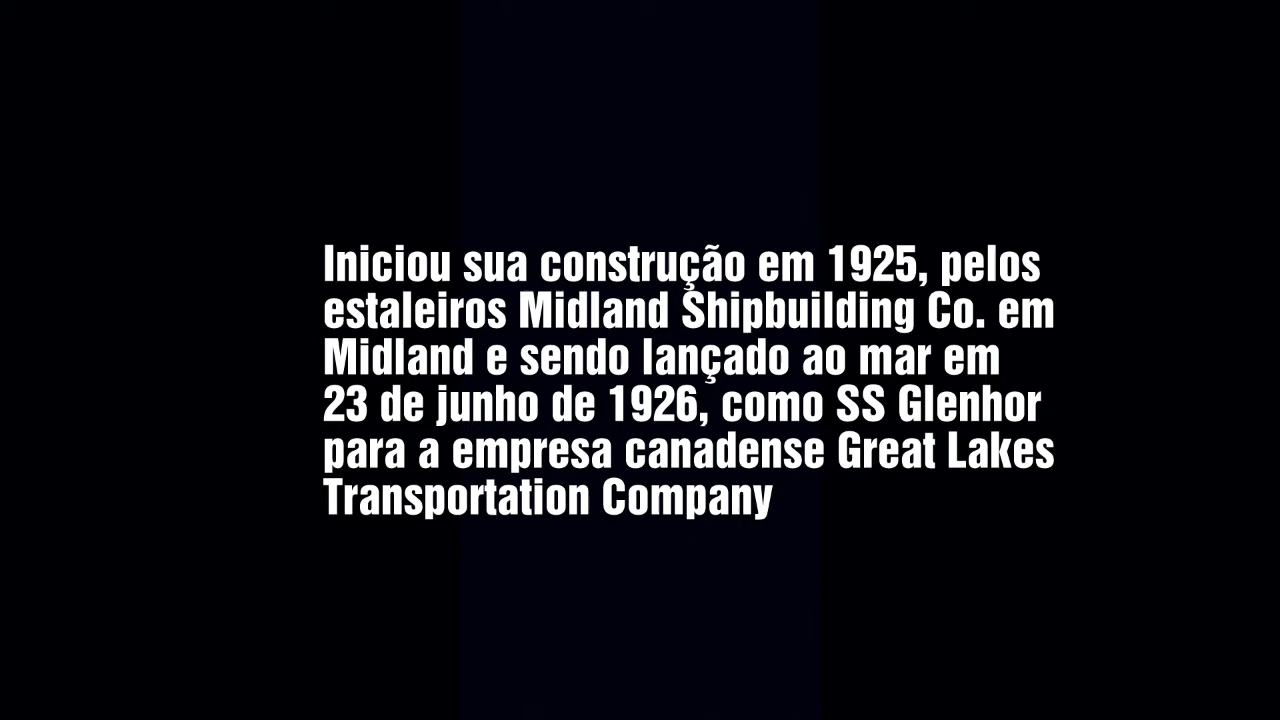 Iniciou sua construção em 1925, pelos
estaleiros Midland Shipbuilding Co. em
Midland e sendo lançado ao mar em
23 de junho de 1926, como SS Glenhor
para a empresa canadense Great Lakes
Transportation Company